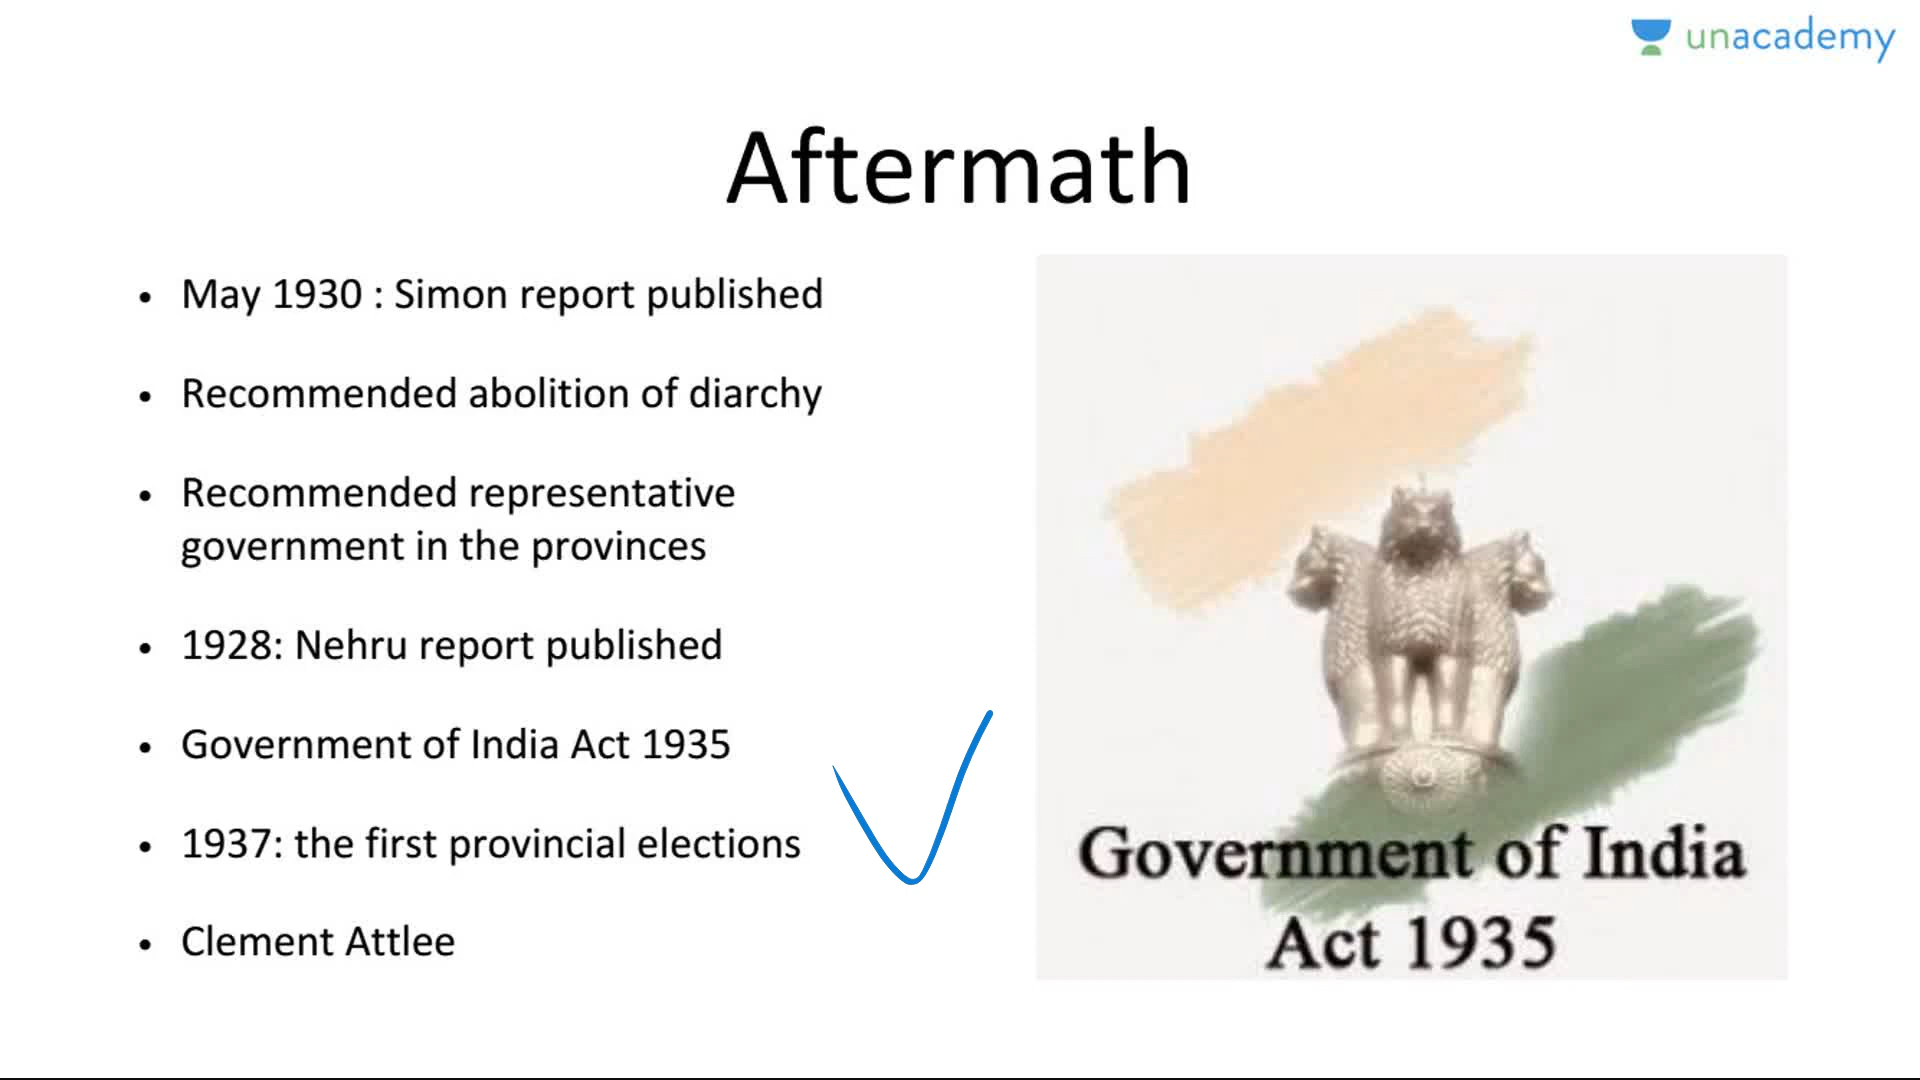 unacademy
Aftermath
• May 1930 : Simon report published
• Recommended abolition of diarchy
• Recommended representative
government in the provinces
• 1928: Nehru report published
• Government of India Act 1935
• 1937: the first provincial elections
• Clement Attlee
Government of India
Act 1935